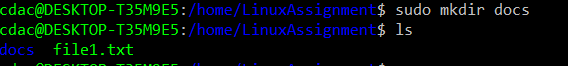 cdac@DESKTOP-T35M9E5:/home/LinuxAssignment$ sudo mkdir docs
cdac@DESKTOP-T35M9E5:/home/LinuxAssignment$ ls
docs  file1.txt